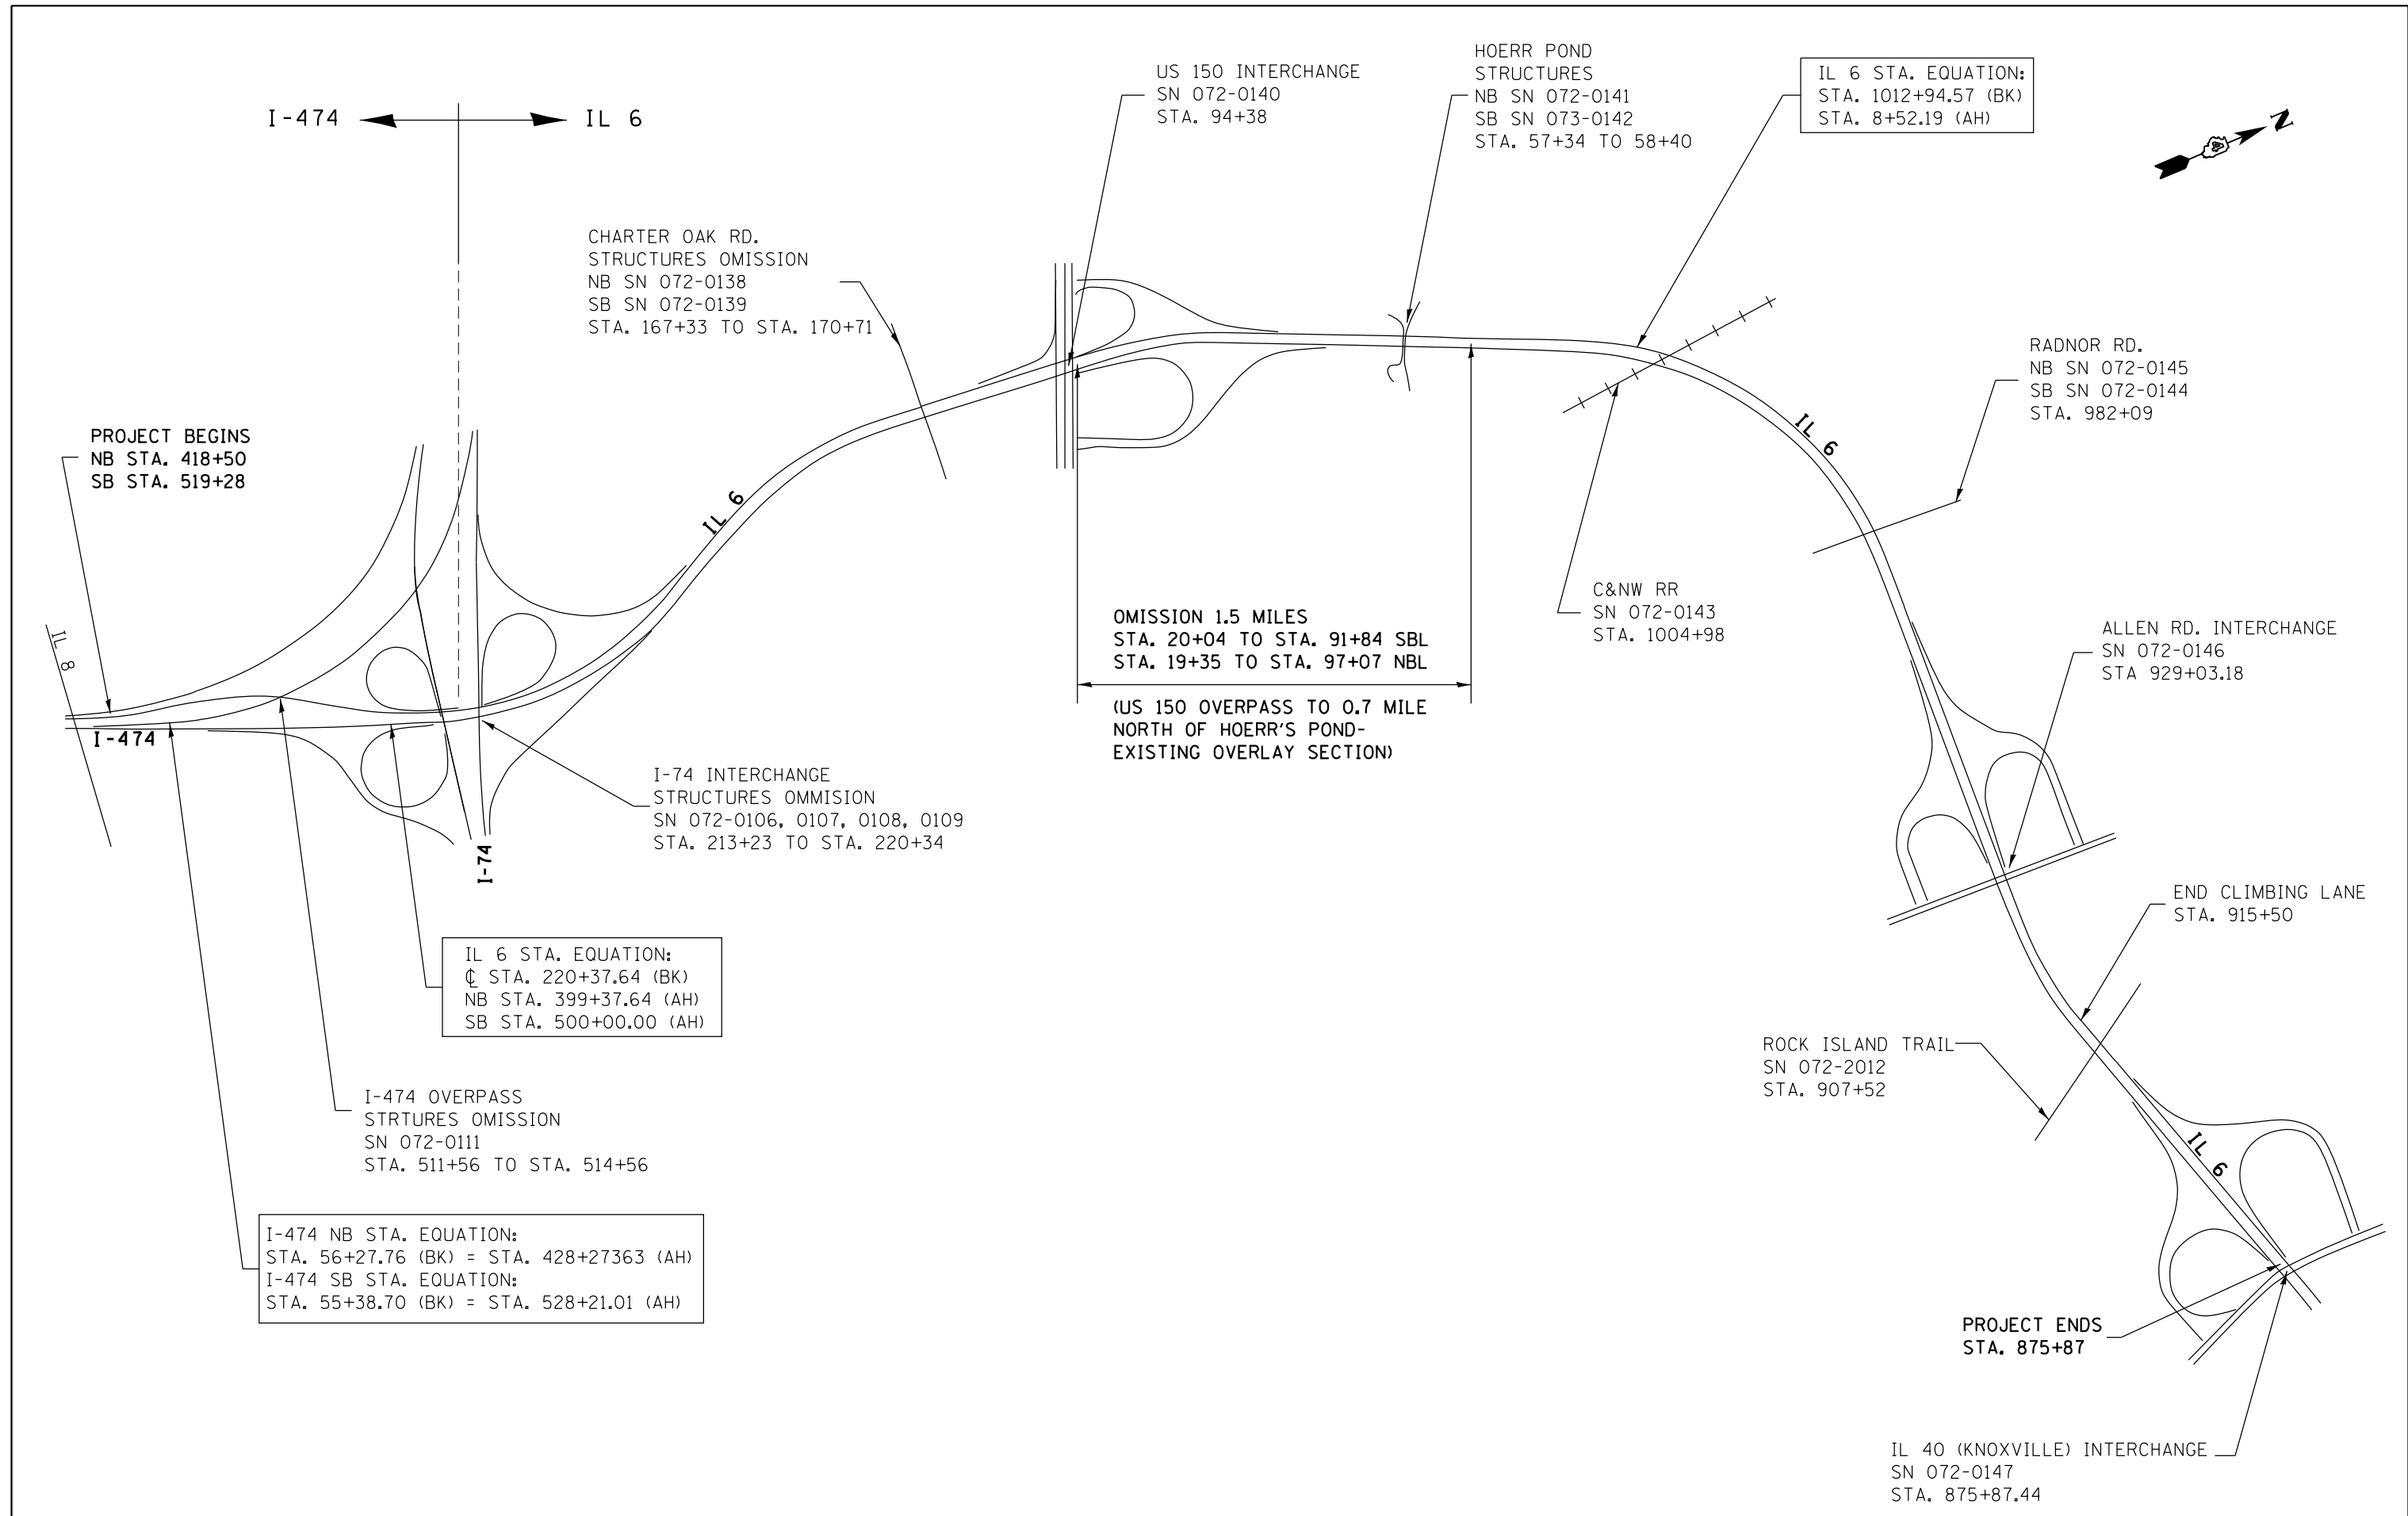 I-474
IL 6
US 150 INTERCHANGE
SN 072-0140
STA. 94+38
HOERR POND
STRUCTURES
NB SN 072-0141
SB SN 073-0142
STA. 57+34 TO 58+40
IL 6 STA. EQUATION:
STA. 1012+94.57 (BK)
STA. 8+52.19 (AH)
N
CHARTER OAK RD.
STRUCTURES OMISSION
NB SN 072-0138
SB SN 072-0139
STA. 167+33 TO STA. 170+71
RADNOR RD.
NB SN 072-0145
SB SN 072-0144
STA. 982+09
PROJECT BEGINS
NB STA. 418+50
SB STA. 519+28
IL 6
IL 6
C&NW RR
SN 072-0143
STA. 1004+98
OMISSION 1.5 MILES
STA. 20+04 TO STA. 91+84 SBL
STA. 19+35 TO STA. 97+07 NBL
(US 150 OVERPASS TO 0.7 MILE
NORTH OF HOERR'S POND-
EXISTING OVERLAY SECTION)
ALLEN RD. INTERCHANGE
SN 072-0146
STA 929+03.18
IL 8
I-474
I-74 INTERCHANGE
STRUCTURES OMMISION
SN 072-0106, 0107, 0108, 0109
STA. 213+23 TO STA. 220+34
I-74
END CLIMBING LANE
STA. 915+50
IL 6 STA. EQUATION:
℄ STA. 220+37.64 (BK)
NB STA. 399+37.64 (AH)
SB STA. 500+00.00 (AH)
ROCK ISLAND TRAIL
SN 072-2012
STA. 907+52
I-474 OVERPASS
STRTURES OMISSION
SN 072-0111
STA. 511+56 TO STA. 514+56
IL 6
I-474 NB STA. EQUATION:
STA. 56+27.76 (BK) = STA. 428+27363 (AH)
I-474 SB STA. EQUATION:
STA. 55+38.70 (BK) = STA. 528+21.01 (AH)
PROJECT ENDS
STA. 875+87
IL 40 (KNOXVILLE) INTERCHANGE
SN 072-0147
STA. 875+87.44